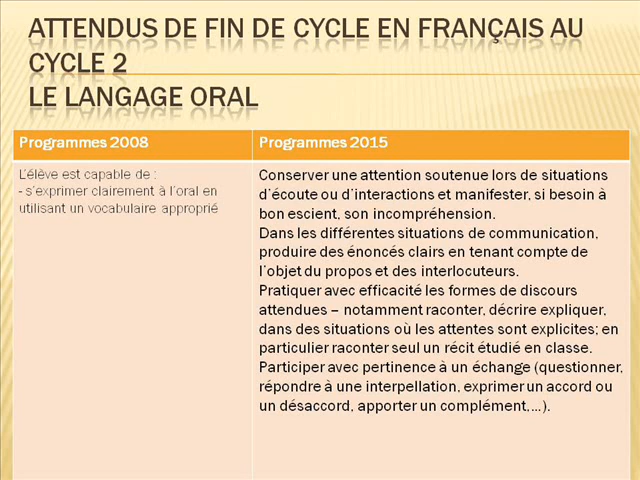 ATTENDUS DE FIN DE CYCLE EN FRANÇAIS AU
CYCLE 2
LE LANGAGE ORAL
Programmes 2008
L'élève est capable de :
- s'exprimer clairement à l'oral en
utilisant un vocabulaire approprié
Programmes 2015
Conserver une attention soutenue lors de situations
d'écoute ou d'interactions et manifester, si besoin à
bon escient, son incompréhension.
Dans les différentes situations de communication,
produire des énoncés clairs en tenant compte de
l'objet du propos et des interlocuteurs.
Pratiquer avec efficacité les formes de discours
attendues – notamment raconter, décrire expliquer,
dans des situations où les attentes sont explicites; en
particulier raconter seul un récit étudié en classe.
Participer avec pertinence à un échange (questionner,
répondre à une interpellation, exprimer un accord ou
un désaccord, apporter un complément,...).